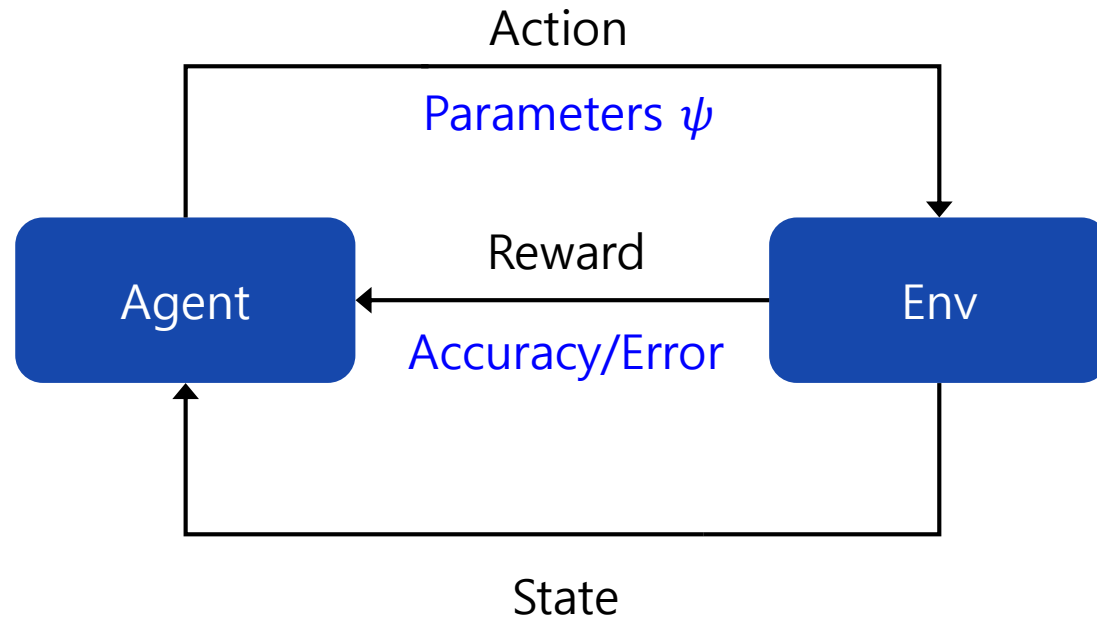 Action
Parameters ψ
Reward
Agent
Env
Accuracy/Error
State